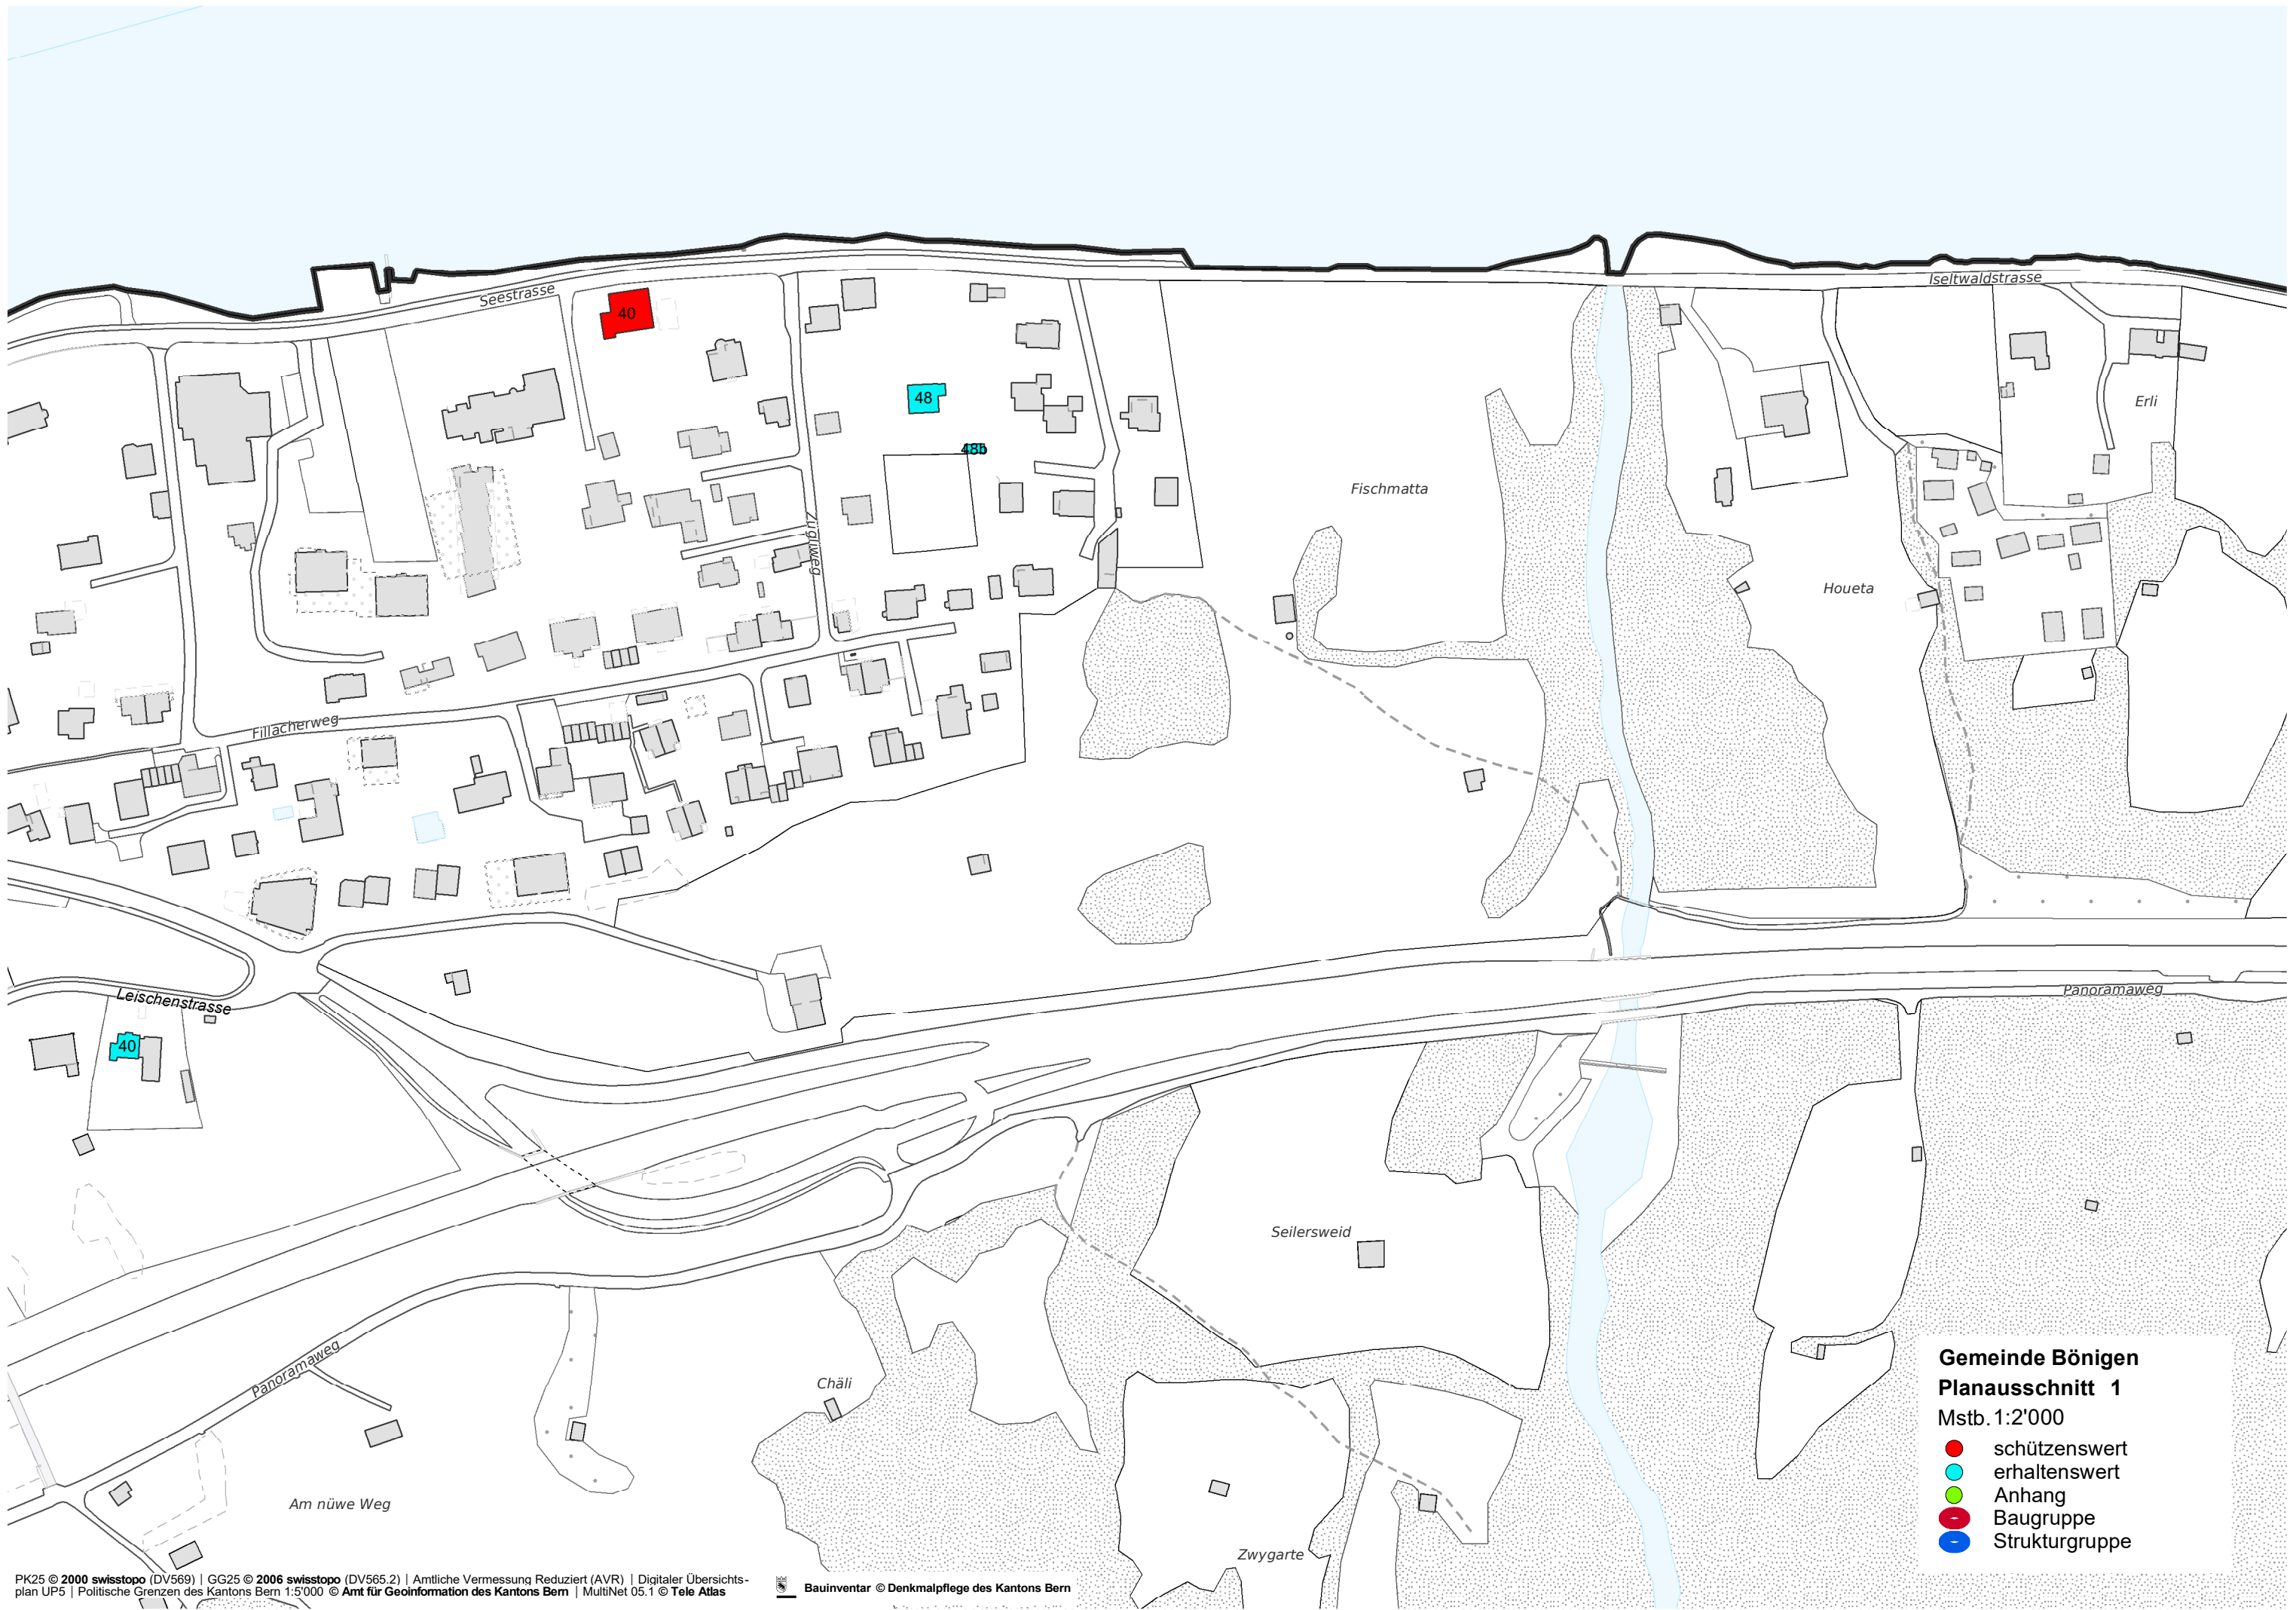 Seestrasse
Iseltwaldstrasse
40
48
48b
Erli
Fischmatta
Zügliweg
Houeta
Fillacherweg
Leischenstrasse
Panoramaweg
40
Seilersweid
Panoramaweg
Chäli
Am nüwe Weg
Zwygarte
Gemeinde Bönigen
Planausschnitt 1
Mstb.1:2'000
schützenswert
erhaltenswert
Anhang
Baugruppe
Strukturgruppe
PK25 © 2000 swisstopo (DV569) | GG25 © 2006 swisstopo (DV565.2) | Amtliche Vermessung Reduziert (AVR) | Digitaler Übersichts-
plan UP5 | Politische Grenzen des Kantons Bern 1:5'000 © Amt für Geoinformation des Kantons Bern | MultiNet 05.1 © Tele Atlas
Bauinventar © Denkmalpflege des Kantons Bern